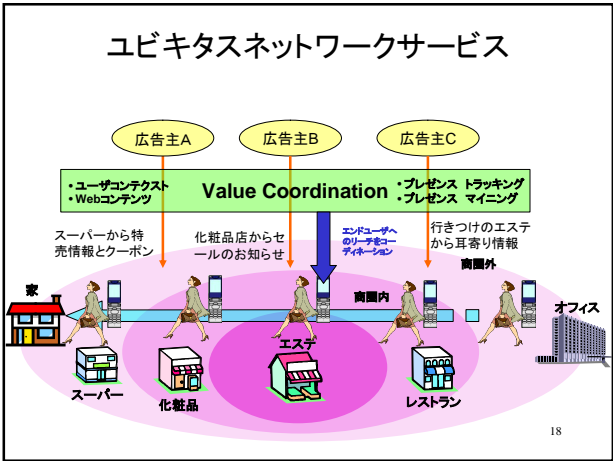 ユビキタスネットワークサービス
広告主A
広告主B
広告主C
・ユーザコンテクスト
・Webコンテンツ
Value Coordination
・プレゼンス トラッキング
・プレゼンス マイニング
スーパーから特
売情報とクーポン
化粧品店からセ
ールのお知らせ
エンドユーザへ
のリーチをコー
ディネーション
行きつけのエステ
から耳寄り情報
商圏外
家
商圏内
オフィス
エステ
スーパー
化粧品
レストラン
18